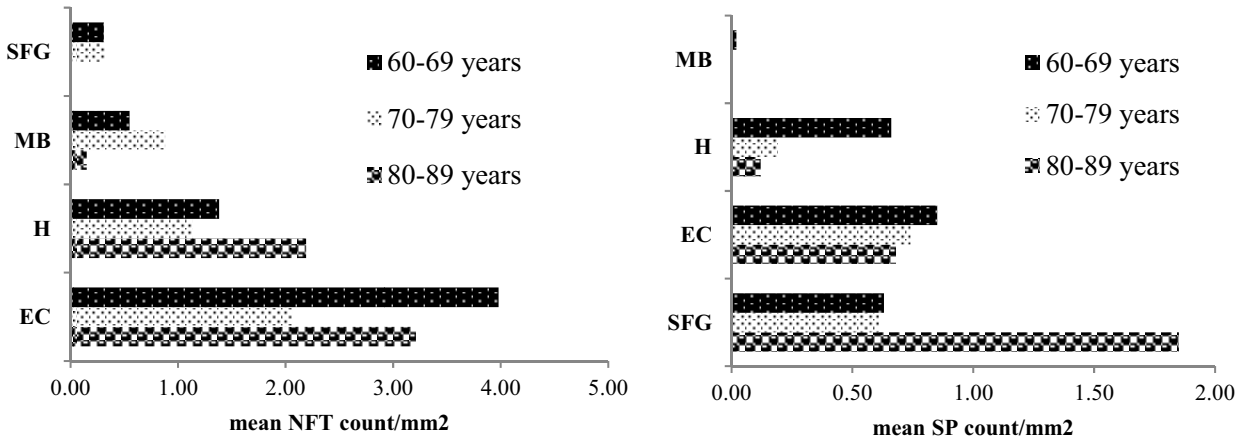 SFG
MB
H
EC
60-69 years
70-79 years
80-89 years
0.00 1.00 2.00 3.00 4.00 5.00
mean NFT count/mm2
MB
H
EC
SFG
60-69 years
70-79 years
80-89 years
0.00 0.50 1.00 1.50 2.00
mean SP count/mm2